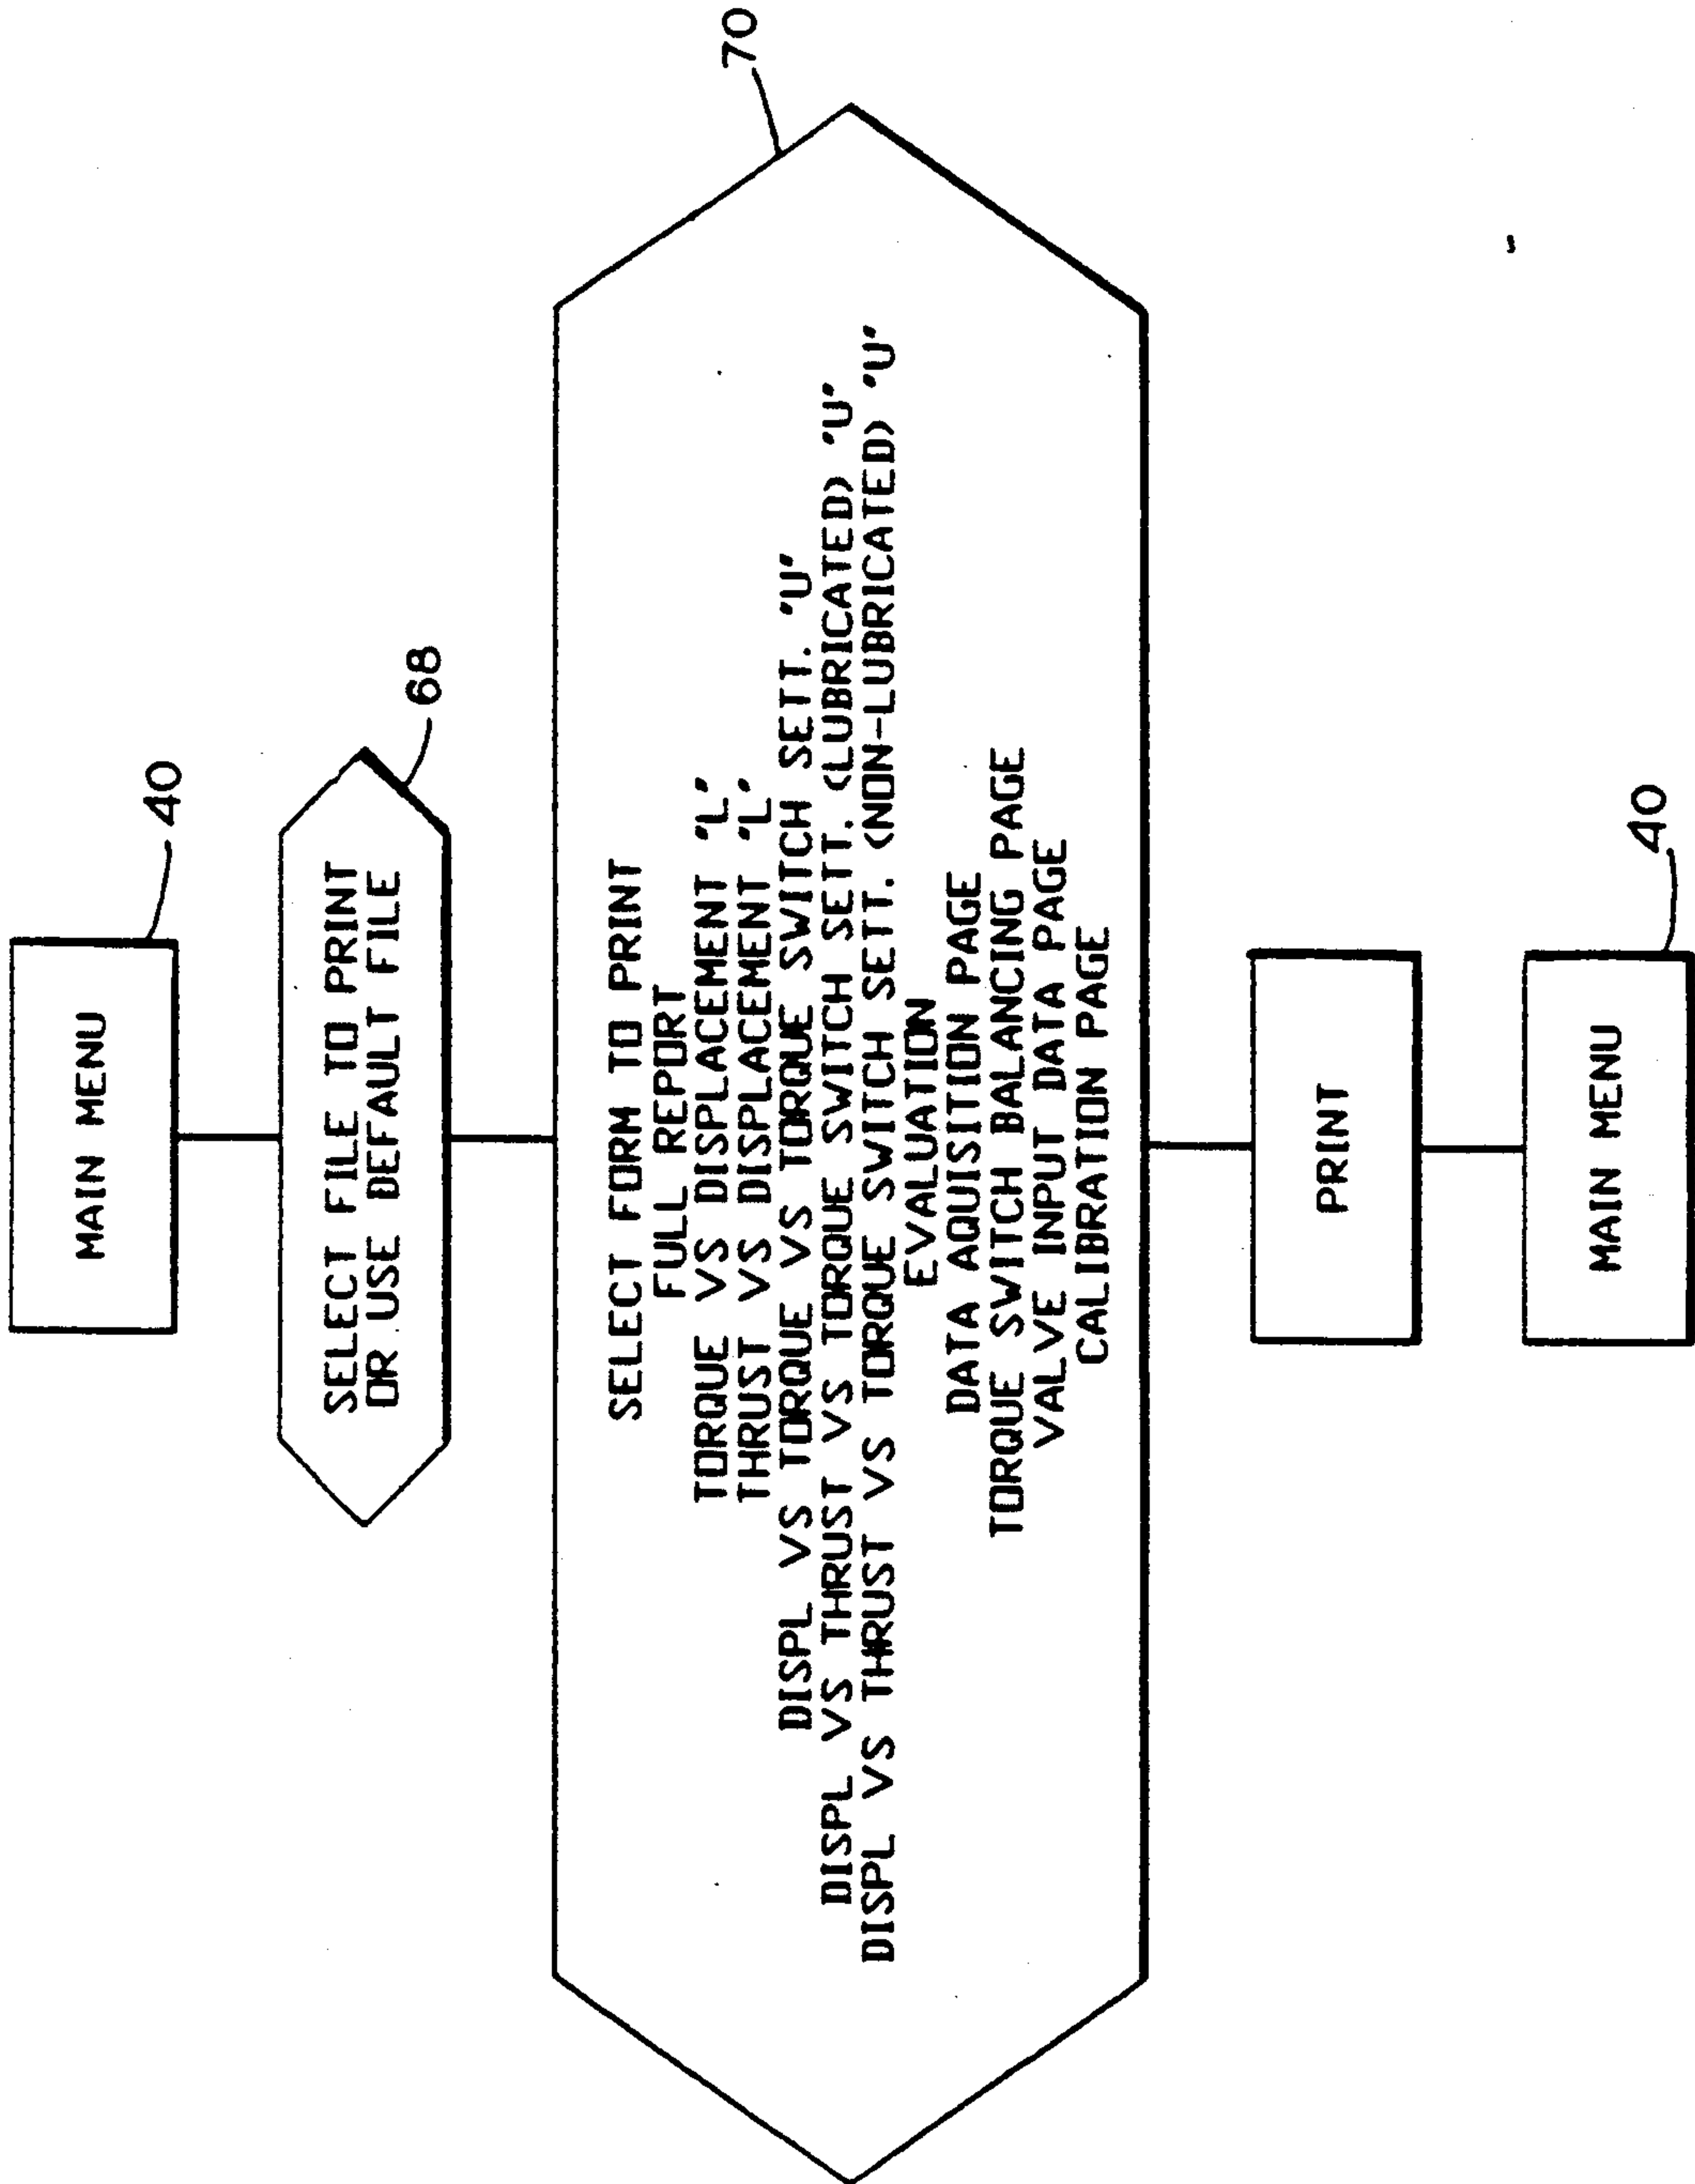 MAIN MENU
40
SELECT FILE TO PRINT
OR USE DEFAULT FILE
68
70
SELECT FORM TO PRINT
FULL REPORT
TORQUE VS DISPLACEMENT 'L'
THRUST VS DISPLACEMENT 'L'
DISPL VS TORQUE VS TORQUE SWITCH SETT. 'U'
DISPL VS THRUST VS TORQUE SWITCH SETT. (LUBRICATED) 'U'
DISPL VS THRUST VS TORQUE SWITCH SETT. (NON-LUBRICATED) 'U'
EVALUATION
DATA AQUISITION PAGE
TORQUE SWITCH BALANCING PAGE
VALVE INPUT DATA PAGE
CALIBRATION PAGE
PRINT
MAIN MENU
40